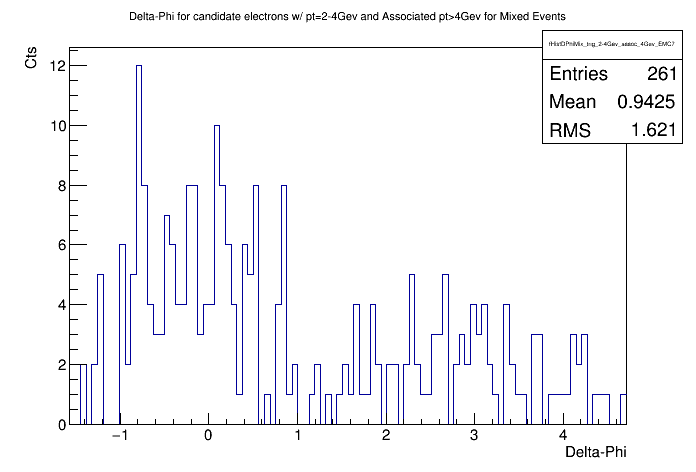 Delta-Phi for candidate electrons w/ pt=2-4Gev and Associated pt>4Gev for Mixed Events
fHistDPhiMix_trig_2-4Gev_assoc_4Gev_EMC7
Entries 261
Mean 0.9425
RMS 1.621
Cts
12
10
8
6
4
2
0
−1 0 1 2 3 4
Delta-Phi